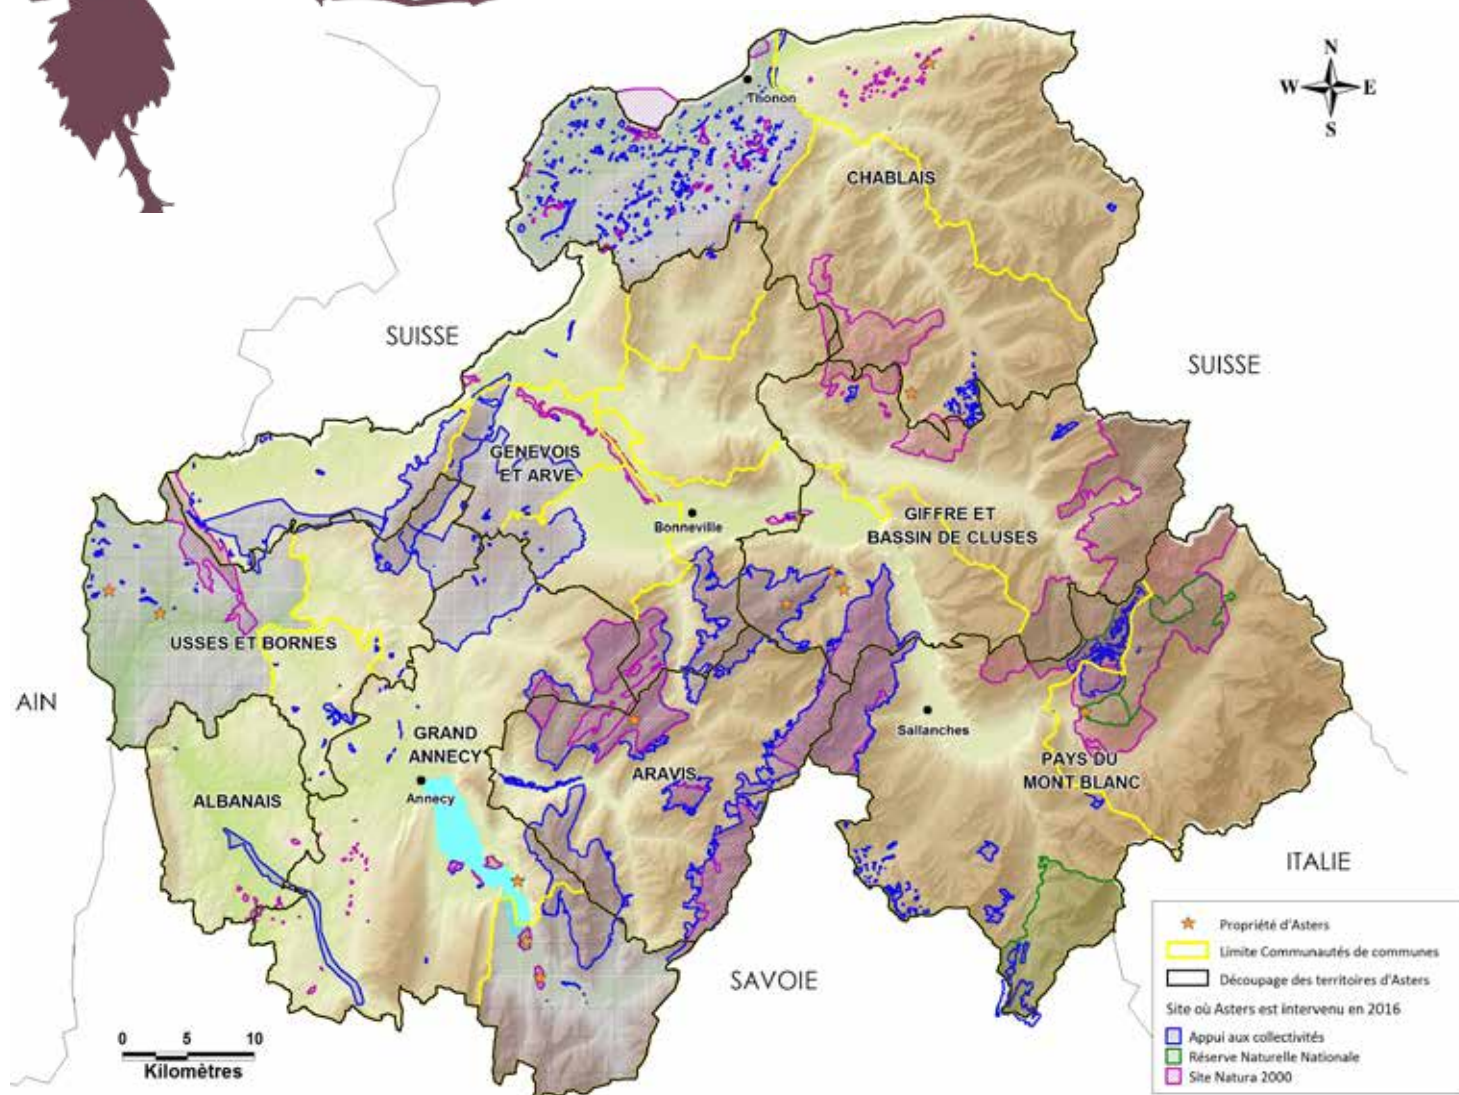 N
W E
S
Thonon
CHABLAIS
SUISSE
SUISSE
GENEVOIS
ET ARVE
Bonneville
GIFFRE ET
BASSIN DE CLUSES
USSES ET BORNES
AIN
GRAND
ANNECY
Annecy
ARAVIS
Sallanches
PAYS DU
MONT BLANC
ALBANAIS
ITALIE
SAVOIE
0 5 10
Kilomètres
Propriété d'Asters
Limite Communautés de communes
Découpage des territoires d'Asters
Site où Asters est intervenu en 2016
Appui aux collectivités
Réserve Naturelle Nationale
Site Natura 2000